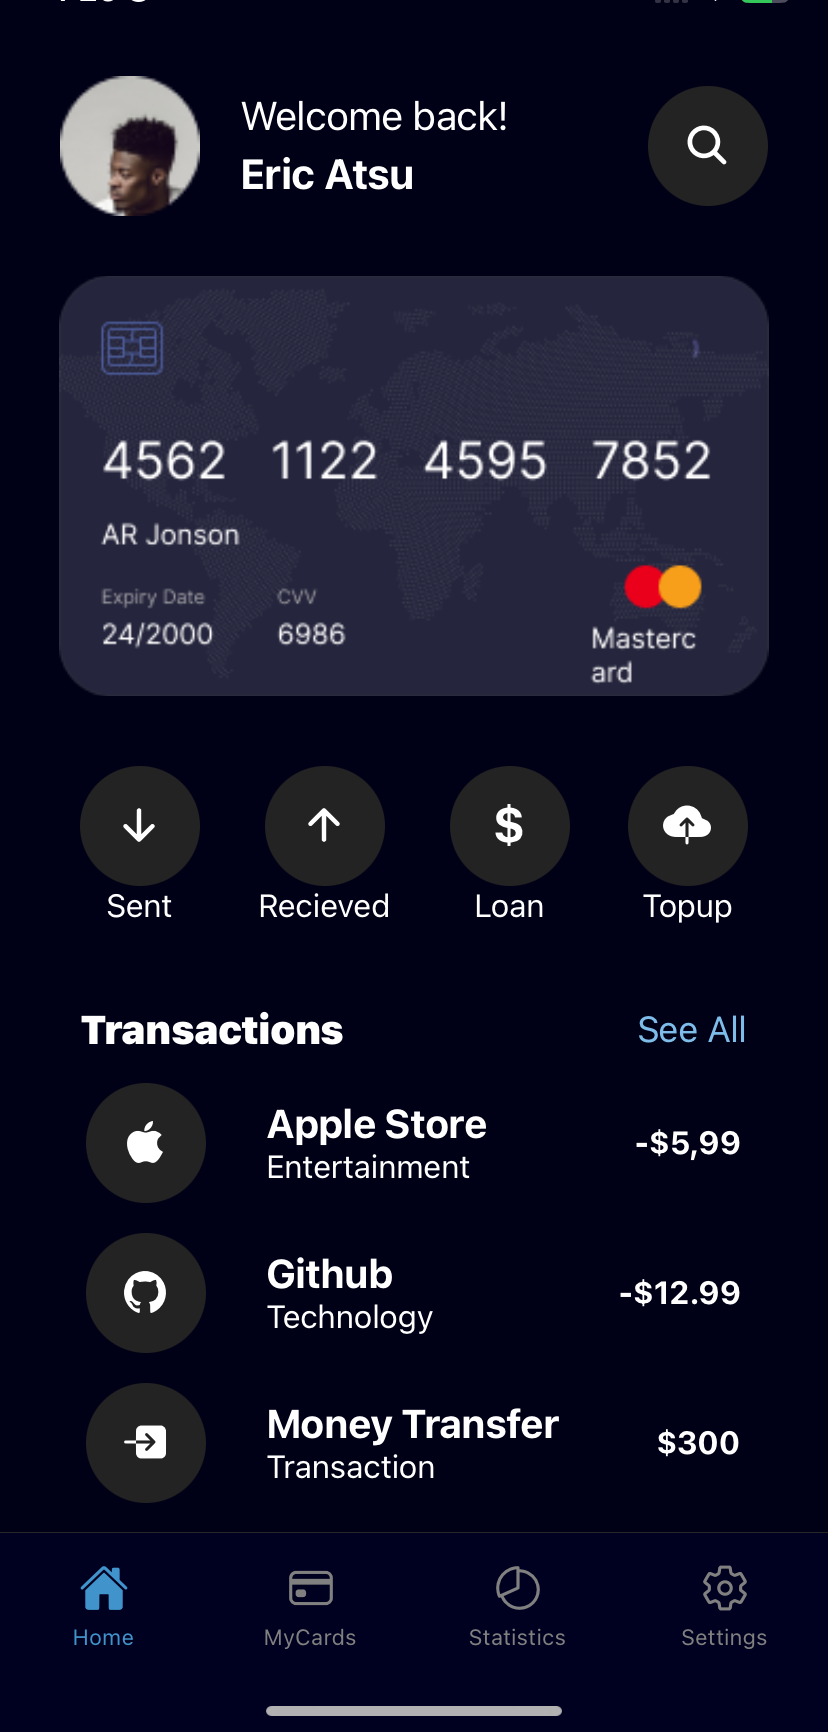 Welcome back!
Eric Atsu
4562 1122 4595 7852
AR Jonson
Expiry Date CVV
24/2000 6986
Masterc
ard
Sent Recieved Loan Topup
Transactions See All
Apple Store
Entertainment
-$5,99
Github
Technology
-$12.99
Money Transfer
Transaction
$300
Home MyCards Statistics Settings